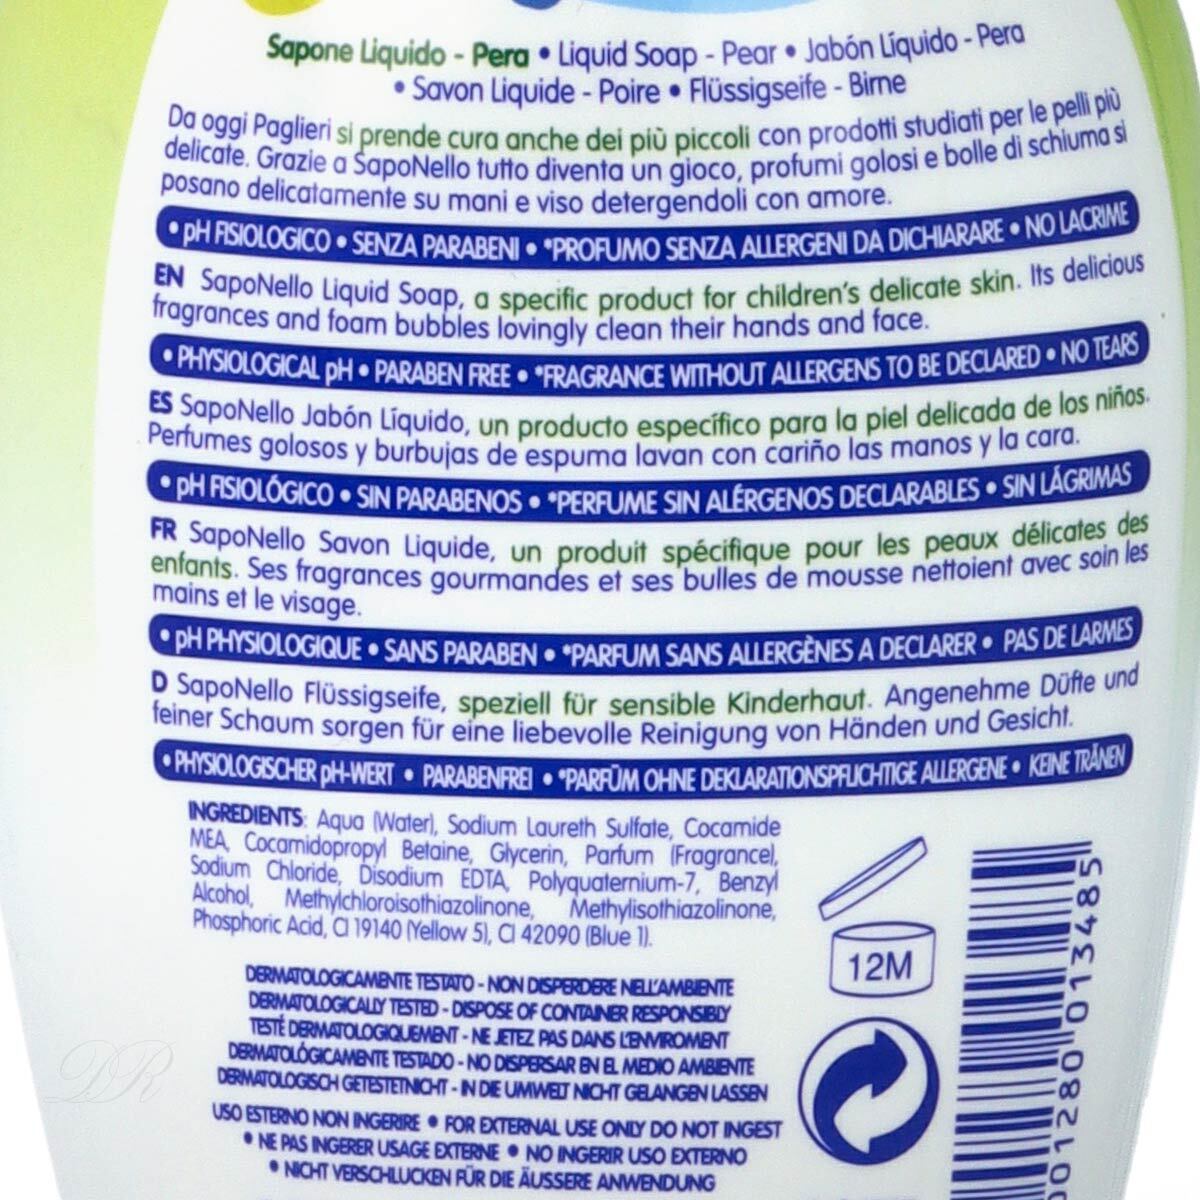 Sapone Liquido - Pera • Liquid Soap - Pear • Jabón Líquido - Pera
• Savon Liquide - Poire • Flüssigseife - Birne
Da oggi Paglieri si prende cura anche dei più piccoli con prodotti studiati per le pelli più
delicate. Grazie a SapoNello tutto diventa un gioco, profumi golosi e bolle di schiuma si
posano delicatamente su mani e viso detergendoli con amore.
• pH FISIOLOGICO • SENZA PARABENI • *PROFUMO SENZA ALLERGENI DA DICHIARARE • NO LACRIME
EN SapoNello Liquid Soap, a specific product for children's delicate skin. Its delicious
fragrances and foam bubbles lovingly clean their hands and face.
• PHYSIOLOGICAL pH • PARABEN FREE • *FRAGRANCE WITHOUT ALLERGENS TO BE DECLARED • NO TEARS
ES SapoNello Jabón Líquido, un producto específico para la piel delicada de los niños.
Perfumes golosos y burbujas de espuma lavan con cariño las manos y la cara.
• pH FISIOLÓGICO • SIN PARABENOS • *PERFUME SIN ALÉRGENOS DECLARABLES • SIN LÁGRIMAS
FR SapoNello Savon Liquide, un produit spécifique pour les peaux délicates des
enfants. Ses fragrances gourmandes et ses bulles de mousse nettoient avec soin les
mains et le visage.
• pH PHYSIOLOGIQUE • SANS PARABEN • *PARFUM SANS ALLERGÈNES A DECLARER • PAS DE LARMES
D SapoNello Flüssigseife, speziell für sensible Kinderhaut. Angenehme Düfte und
feiner Schaum sorgen für eine liebevolle Reinigung von Händen und Gesicht.
• PHYSIOLOGISCHER pH-WERT • PARABENFREI • *PARFÜM OHNE DEKLARATIONSPFLICHTIGE ALLERGENE • KEINE TRÄNEN
INGREDIENTS: Aqua (Water), Sodium Laureth Sulfate, Cocamide
MEA, Cocamidopropyl Betaine, Glycerin, Parfum (Fragrance),
Sodium Chloride, Disodium EDTA, Polyquaternium-7, Benzyl
Alcohol, Methylchloroisothiazolinone, Methylisothiazolinone,
Phosphoric Acid, CI 19140 (Yellow 5), CI 42090 (Blue 1).
12M
DERMATOLOGICAMENTE TESTATO - NON DISPERDERE NELL'AMBIENTE
DERMATOLOGICALLY TESTED - DISPOSE OF CONTAINER RESPONSIBLY
TESTÉ DERMATOLOGIQUEMENT - NE JETEZ PAS DANS L'ENVIROMENT
DERMATOLÓGICAMENTE TESTADO - NO DISPERSAR EN EL MEDIO AMBIENTE
DERMATOLOGISCH GETESTETNICHT - IN DIE UMWELT NICHT GELANGEN LASSEN
USO ESTERNO NON INGERIRE • FOR EXTERNAL USE ONLY DO NOT INGEST
• NE PAS INGERER USAGE EXTERNE • NO INGERIR USO EXTERNO
• NICHT VERSCHLUCKEN FÜR DIE ÄUSSERE ANWENDUNG
001280 013485
DR